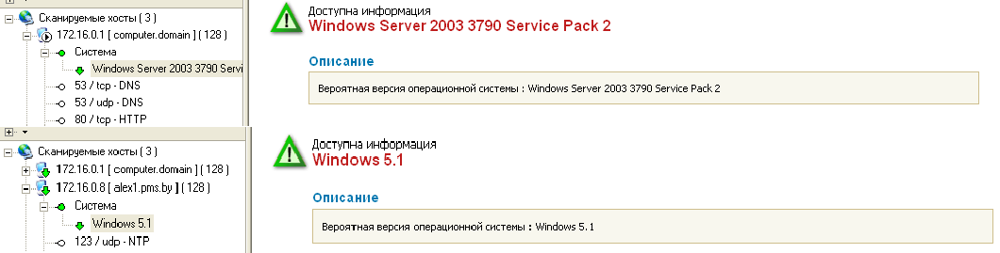 Сканируемые хосты ( 3 )
172.16.0.1 [ computer.domain ] ( 128 )
Система
Windows Server 2003 3790 Servi
53 / tcp - DNS
53 / udp - DNS
80 / tcp - HTTP
Доступна информация
Windows Server 2003 3790 Service Pack 2
Описание
Вероятная версия операционной системы : Windows Server 2003 3790 Service Pack 2
Сканируемые хосты ( 3 )
172.16.0.1 [ computer.domain ] ( 128 )
172.16.0.8 [ alex1.pms.by ] ( 128 )
Система
Windows 5.1
123 / udp - NTP
Доступна информация
Windows 5.1
Описание
Вероятная версия операционной системы : Windows 5.1